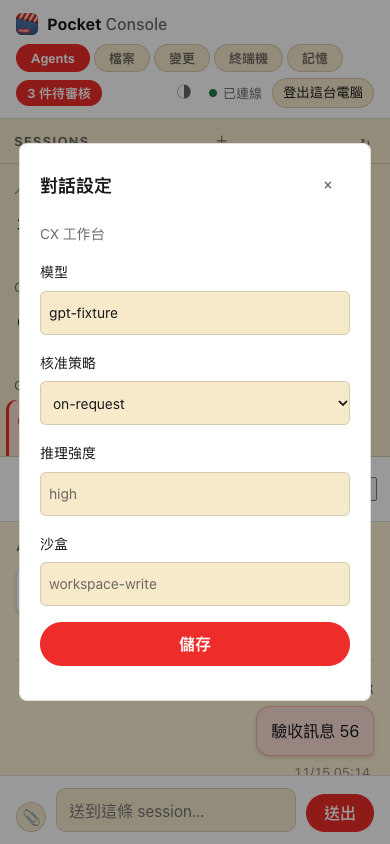 Pocket Console
Agents 檔案 變更 終端機 記憶
3 件待審核 已連線 登出這台電腦
SESSIONS + ↻
對話設定 ×
CX 工作台
模型
gpt-fixture
核准策略
on-request
推理強度
high
沙盒
workspace-write
儲存
驗收訊息 56
11/15 05:14
送到這條 session... 送出